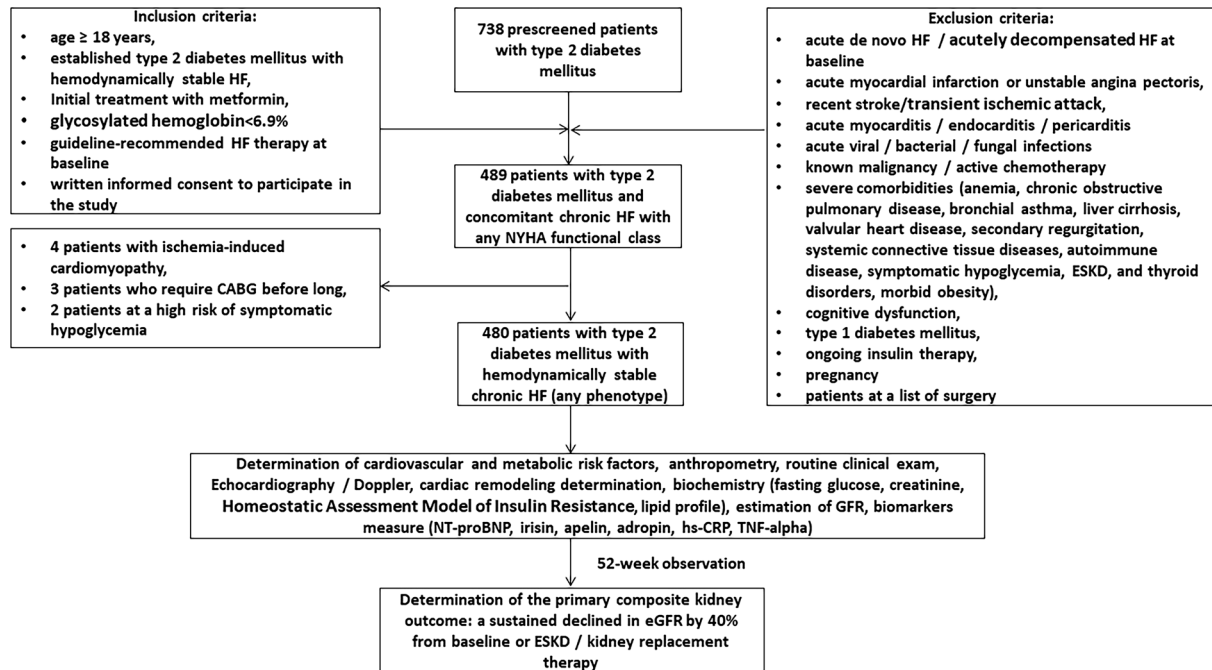 Inclusion criteria:
• age ≥ 18 years,
• established type 2 diabetes mellitus with
hemodynamically stable HF,
• Initial treatment with metformin,
• glycosylated hemoglobin<6.9%
• guideline-recommended HF therapy at
baseline
• written informed consent to participate in
the study
738 prescreened patients
with type 2 diabetes
mellitus
Exclusion criteria:
• acute de novo HF / acutely decompensated HF at
baseline
• acute myocardial infarction or unstable angina pectoris,
• recent stroke/transient ischemic attack,
• acute myocarditis / endocarditis / pericarditis
• acute viral / bacterial / fungal infections
• known malignancy / active chemotherapy
• severe comorbidities (anemia, chronic obstructive
pulmonary disease, bronchial asthma, liver cirrhosis,
valvular heart disease, secondary regurgitation,
systemic connective tissue diseases, autoimmune
disease, symptomatic hypoglycemia, ESKD, and thyroid
disorders, morbid obesity),
• cognitive dysfunction,
• type 1 diabetes mellitus,
• ongoing insulin therapy,
• pregnancy
• patients at a list of surgery
489 patients with type 2
diabetes mellitus and
concomitant chronic HF with
any NYHA functional class
• 4 patients with ischemia-induced
cardiomyopathy,
• 3 patients who require CABG before long,
• 2 patients at a high risk of symptomatic
hypoglycemia
480 patients with type 2
diabetes mellitus with
hemodynamically stable
chronic HF (any phenotype)
Determination of cardiovascular and metabolic risk factors, anthropometry, routine clinical exam,
Echocardiography / Doppler, cardiac remodeling determination, biochemistry (fasting glucose, creatinine,
Homeostatic Assessment Model of Insulin Resistance, lipid profile), estimation of GFR, biomarkers
measure (NT-proBNP, irisin, apelin, adropin, hs-CRP, TNF-alpha)
52-week observation
Determination of the primary composite kidney
outcome: a sustained declined in eGFR by 40%
from baseline or ESKD / kidney replacement
therapy